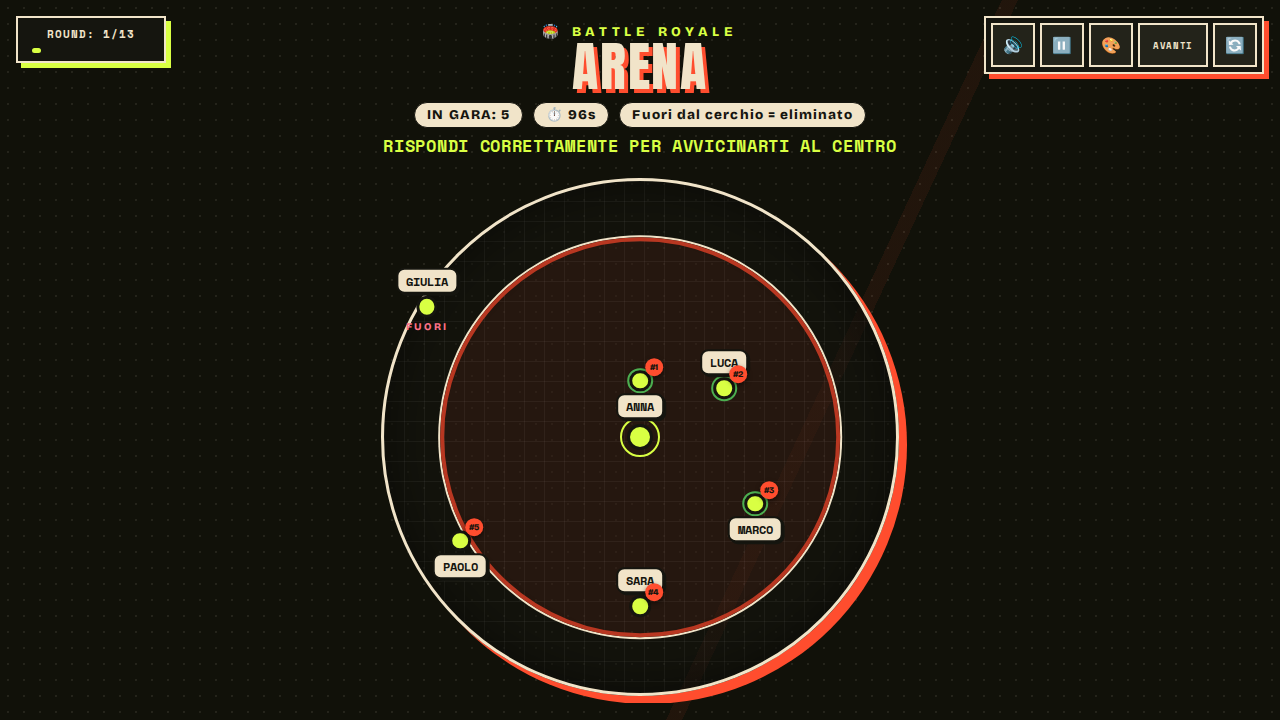 ROUND: 1/13
BATTLE ROYALE
ARENA
AVANTI
IN GARA: 5
96s
Fuori dal cerchio = eliminato
RISPONDI CORRETTAMENTE PER AVVICINARTI AL CENTRO
GIULIA
FUORI
LUCA
#2
#1
ANNA
#3
MARCO
#5
PAOLO
SARA
#4